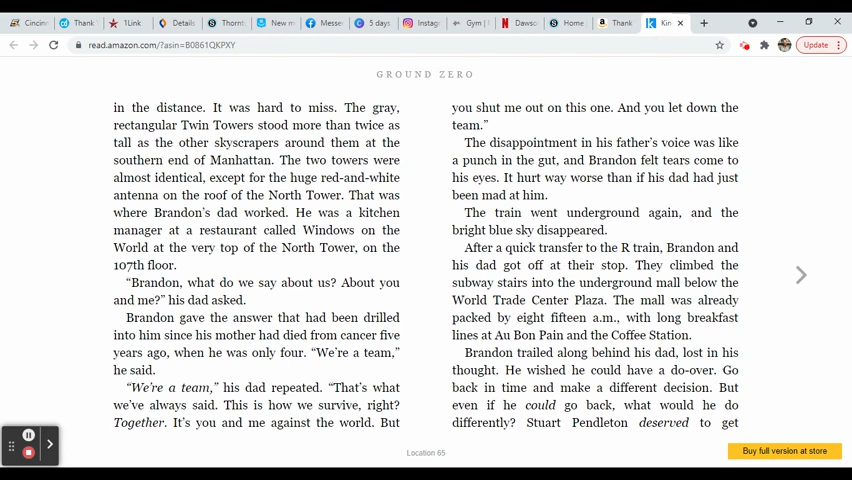 Cincin
Thank
1Link
Details
Thornt
New m
Messe
5 days
Instag
Gym |
Dawso
Home
Thank
Kin
read.amazon.com/?asin=B0861QKPXY
Update
GROUND ZERO
in the distance. It was hard to miss. The gray,
rectangular Twin Towers stood more than twice as
tall as the other skyscrapers around them at the
southern end of Manhattan. The two towers were
almost identical, except for the huge red-and-white
antenna on the roof of the North Tower. That was
where Brandon's dad worked. He was a kitchen
manager at a restaurant called Windows on the
World at the very top of the North Tower, on the
107th floor.
“Brandon, what do we say about us? About you
and me?” his dad asked.
Brandon gave the answer that had been drilled
into him since his mother had died from cancer five
years ago, when he was only four. “We're a team,”
he said.
“We're a team,” his dad repeated. “That's what
we've always said. This is how we survive, right?
Together. It's you and me against the world. But
you shut me out on this one. And you let down the
team.”
The disappointment in his father's voice was like
a punch in the gut, and Brandon felt tears come to
his eyes. It hurt way worse than if his dad had just
been mad at him.
The train went underground again, and the
bright blue sky disappeared.
After a quick transfer to the R train, Brandon and
his dad got off at their stop. They climbed the
subway stairs into the underground mall below the
World Trade Center Plaza. The mall was already
packed by eight fifteen a.m., with long breakfast
lines at Au Bon Pain and the Coffee Station.
Brandon trailed along behind his dad, lost in his
thought. He wished he could have a do-over. Go
back in time and make a different decision. But
even if he could go back, what would he do
differently? Stuart Pendleton deserved to get
Location 65
Buy full version at store